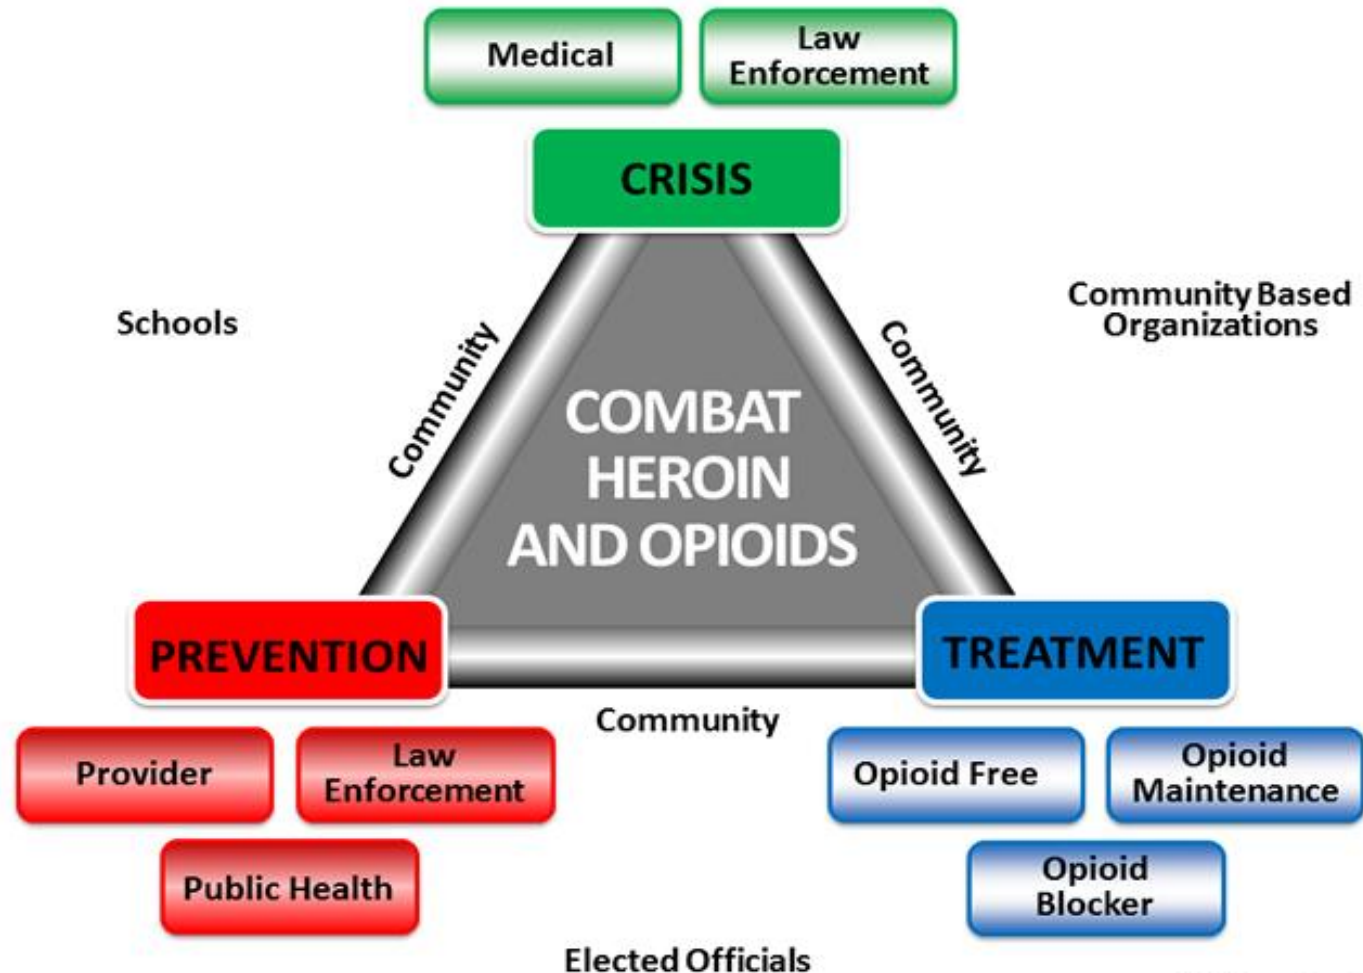 Medical
Law
Enforcement
CRISIS
Schools
Community Based
Organizations
Community
Community
COMBAT
HEROIN
AND OPIOIDS
PREVENTION
TREATMENT
Community
Provider
Law
Enforcement
Public Health
Opioid Free
Opioid
Maintenance
Opioid
Blocker
Elected Officials